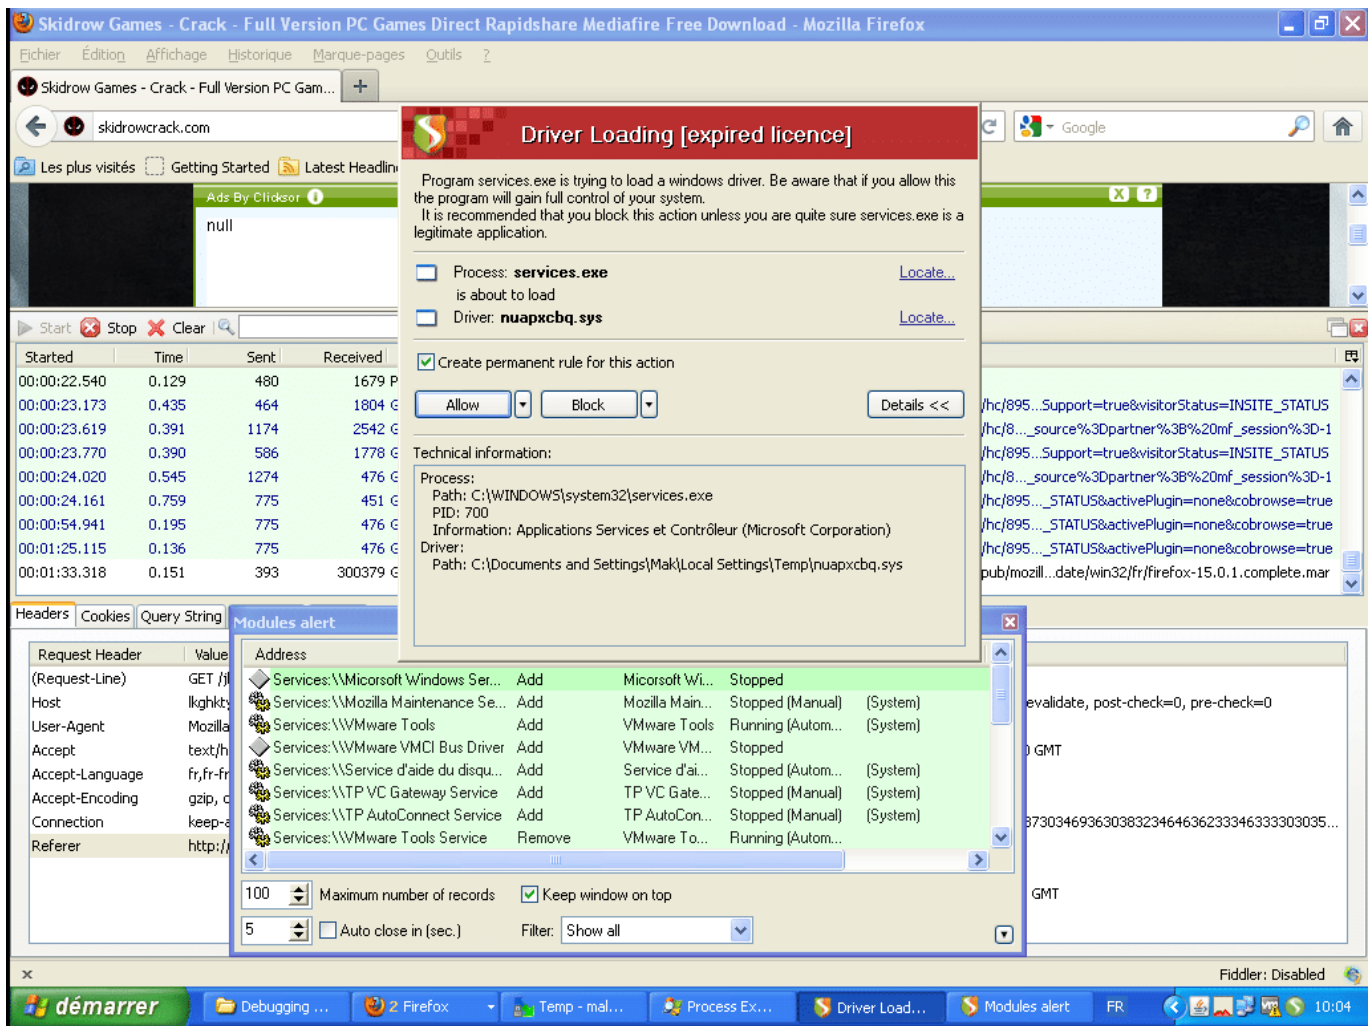 Skidrow Games - Crack - Full Version PC Games Direct Rapidshare Mediafire Free Download - Mozilla Firefox
Fichier Édition Affichage Historique Marque-pages Outils ?
Skidrow Games - Crack - Full Version PC Gam... +
skidrowcrack.com
Google
Les plus visités Getting Started Latest Headlin
Ads By Clicksor
X ?
null
Driver Loading [expired licence]
Program services.exe is trying to load a windows driver. Be aware that if you allow this
the program will gain full control of your system.
It is recommended that you block this action unless you are quite sure services.exe is a
legitimate application.
Process: services.exe Locate...
is about to load
Driver: nuapxcbq.sys Locate...
Create permanent rule for this action
Allow Block Details <<
Technical information:
Process:
Path: C:\WINDOWS\system32\services.exe
PID: 700
Information: Applications Services et Contrôleur (Microsoft Corporation)
Driver:
Path: C:\Documents and Settings\Mak\Local Settings\Temp\nuapxcbq.sys
Start Stop Clear
Started Time Sent Received
00:00:22.540 0.129 480 1679 P
00:00:23.173 0.435 464 1804 G /hc/895...Support=true&visitorStatus=INSITE_STATUS
00:00:23.619 0.391 1174 2542 G /hc/8..._source%3Dpartner%3B%20mf_session%3D-1
00:00:23.770 0.390 586 1778 G /hc/895...Support=true&visitorStatus=INSITE_STATUS
00:00:24.020 0.545 1274 476 G /hc/8..._source%3Dpartner%3B%20mf_session%3D-1
00:00:24.161 0.759 775 451 G /hc/895..._STATUS&activePlugin=none&cobrowse=true
00:00:54.941 0.195 775 476 G /hc/895..._STATUS&activePlugin=none&cobrowse=true
00:01:25.115 0.136 775 476 G /hc/895..._STATUS&activePlugin=none&cobrowse=true
00:01:33.318 0.151 393 300379 G pub/mozill...date/win32/fr/firefox-15.0.1.complete.mar
Headers Cookies Query String
Request Header Value
(Request-Line) GET /j
Host lkghkty
User-Agent Mozilla
Accept text/h
Accept-Language fr,fr-fr
Accept-Encoding gzip, c
Connection keep-a
Referer http://
evalidate, post-check=0, pre-check=0
GMT
3730346936303832346463623334633330303035...
GMT
Modules alert
Address
Services:\\Micorsoft Windows Ser... Add Micorsoft Wi... Stopped
Services:\\Mozilla Maintenance Se... Add Mozilla Main... Stopped (Manual) (System)
Services:\\VMware Tools Add VMware Tools Running (Autom... (System)
Services:\\VMware VMCI Bus Driver Add VMware VM... Stopped
Services:\\Service d'aide du disqu... Add Service d'ai... Stopped (Autom... (System)
Services:\\TP VC Gateway Service Add TP VC Gate... Stopped (Manual) (System)
Services:\\TP AutoConnect Service Add TP AutoCon... Stopped (Manual) (System)
Services:\\VMware Tools Service Remove VMware To... Running (Autom...
100 Maximum number of records Keep window on top
5 Auto close in (sec.) Filter: Show all
x Fiddler: Disabled
démarrer Debugging ... 2 Firefox Temp - mal... Process Ex... Driver Load... Modules alert FR 10:04